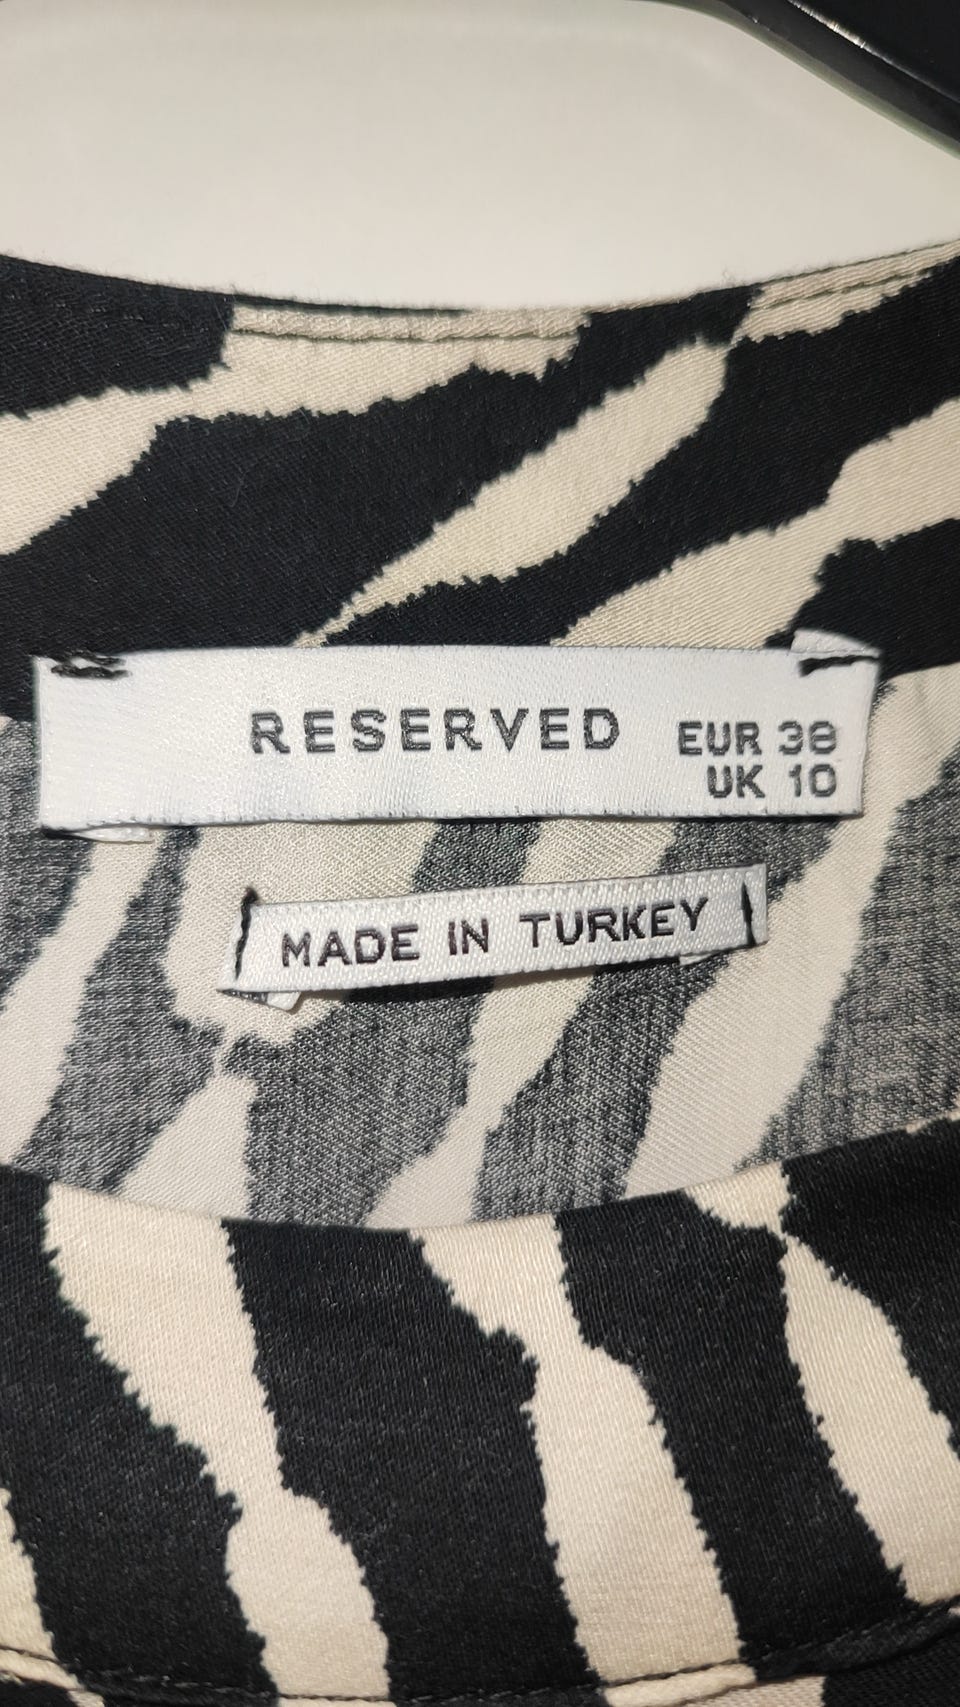 RESERVED
EUR 38
UK 10
MADE IN TURKEY